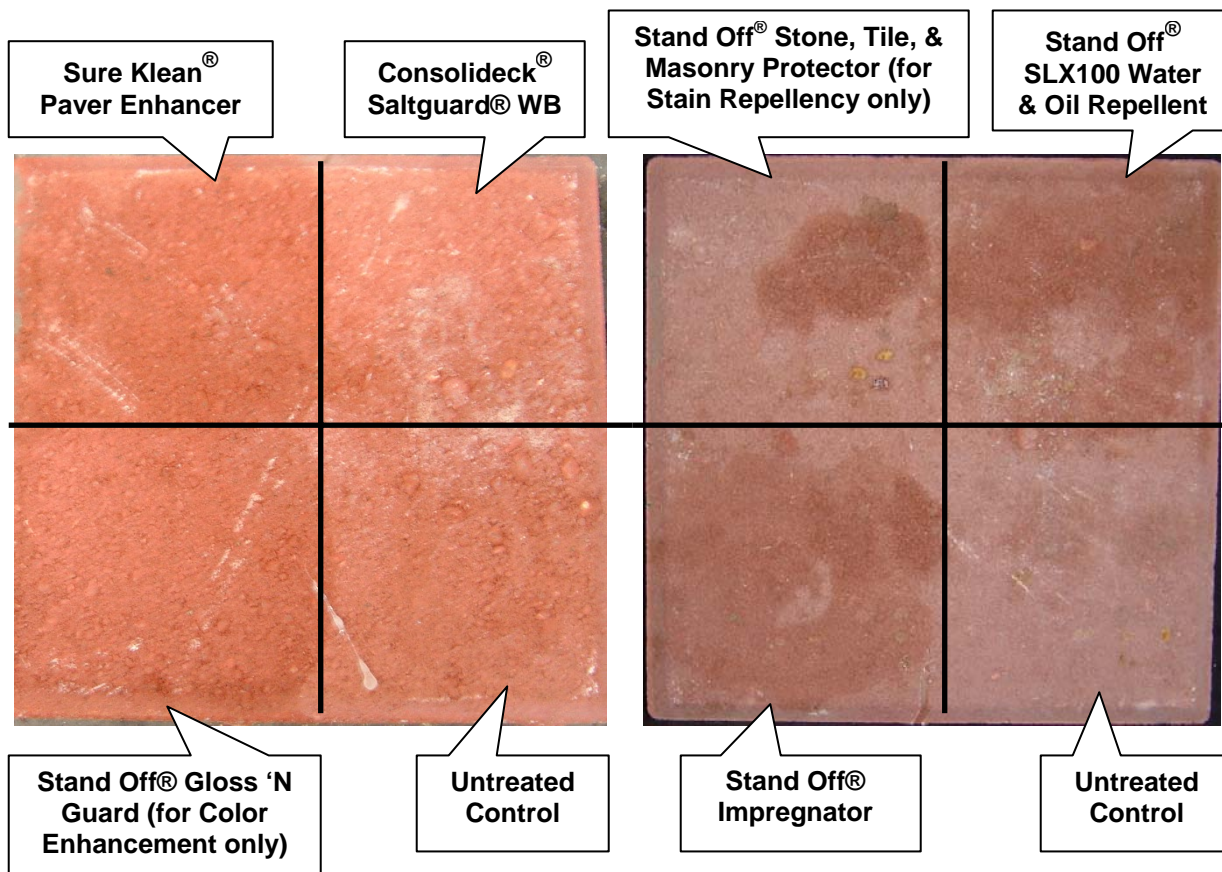 Sure Klean®
Paver Enhancer
Consolideck®
Saltguard® WB
Stand Off® Stone, Tile, &
Masonry Protector (for
Stain Repellency only)
Stand Off®
SLX100 Water
& Oil Repellent
Stand Off® Gloss ‘N
Guard (for Color
Enhancement only)
Untreated
Control
Stand Off®
Impregnator
Untreated
Control